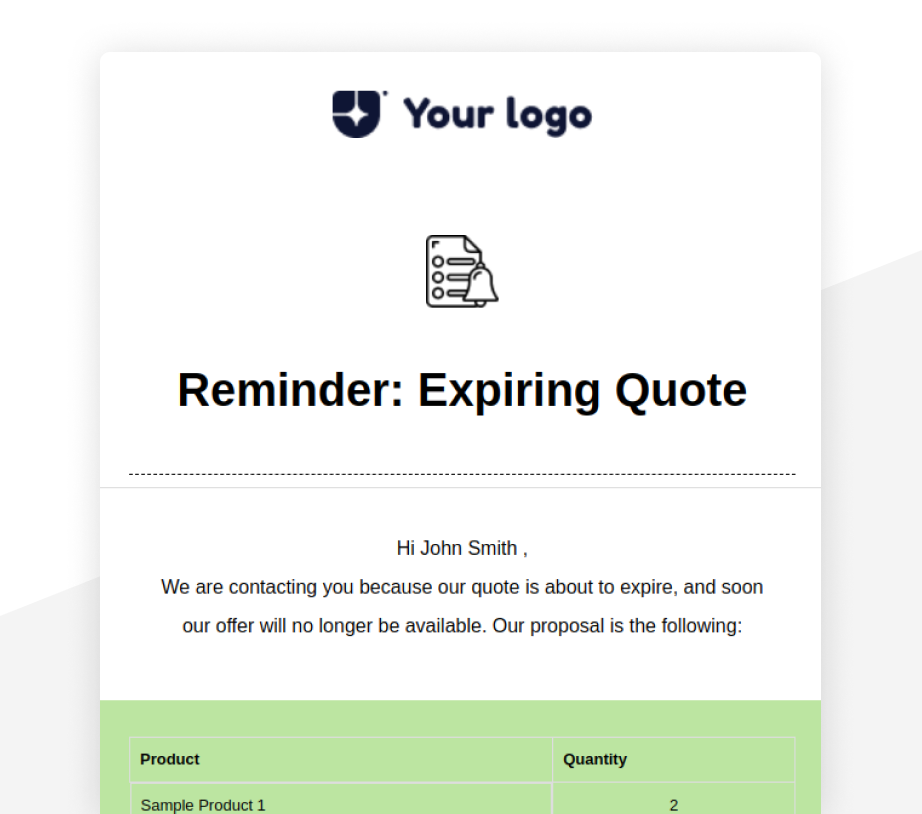 Your logo
Reminder: Expiring Quote
Hi John Smith ,
We are contacting you because our quote is about to expire, and soon
our offer will no longer be available. Our proposal is the following:
Product Quantity
Sample Product 1 2